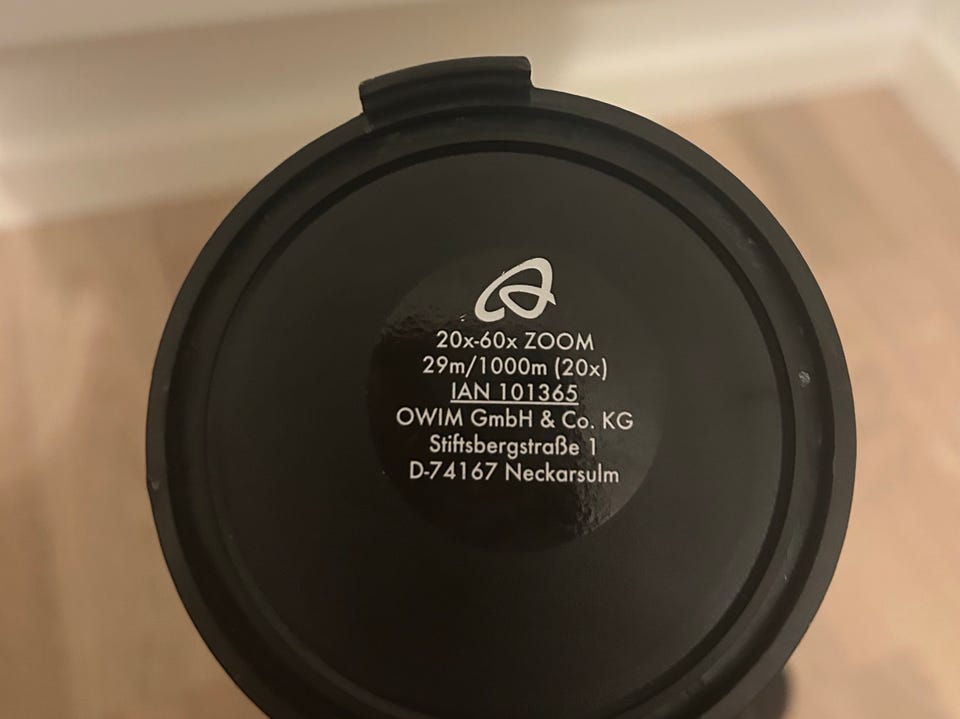 20x-60x ZOOM
29m/1000m (20x)
IAN 101365
OWIM GmbH & Co. KG
Stiftsbergstraße 1
D-74167 Neckarsulm